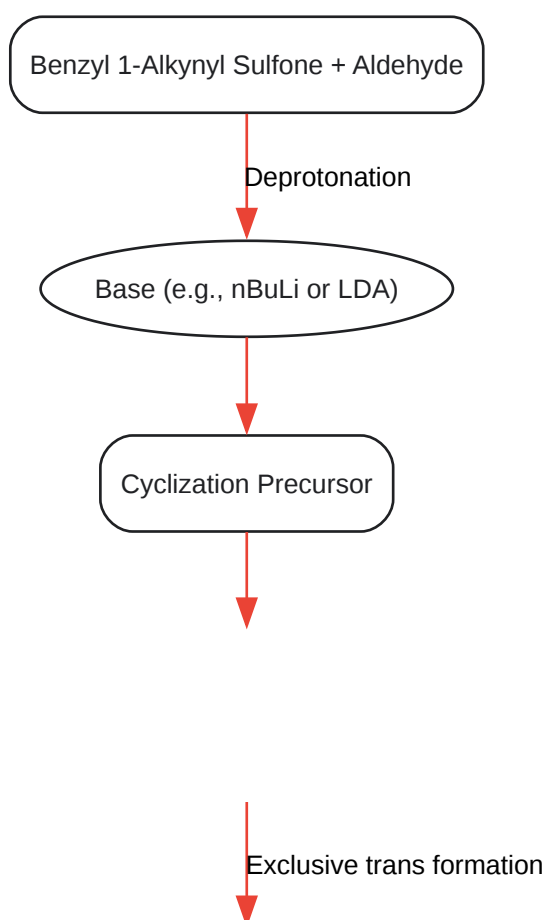 Benzyl 1-Alkynyl Sulfone + Aldehyde
Deprotonation
Base (e.g., nBuLi or LDA)
Cyclization Precursor
Exclusive trans formation